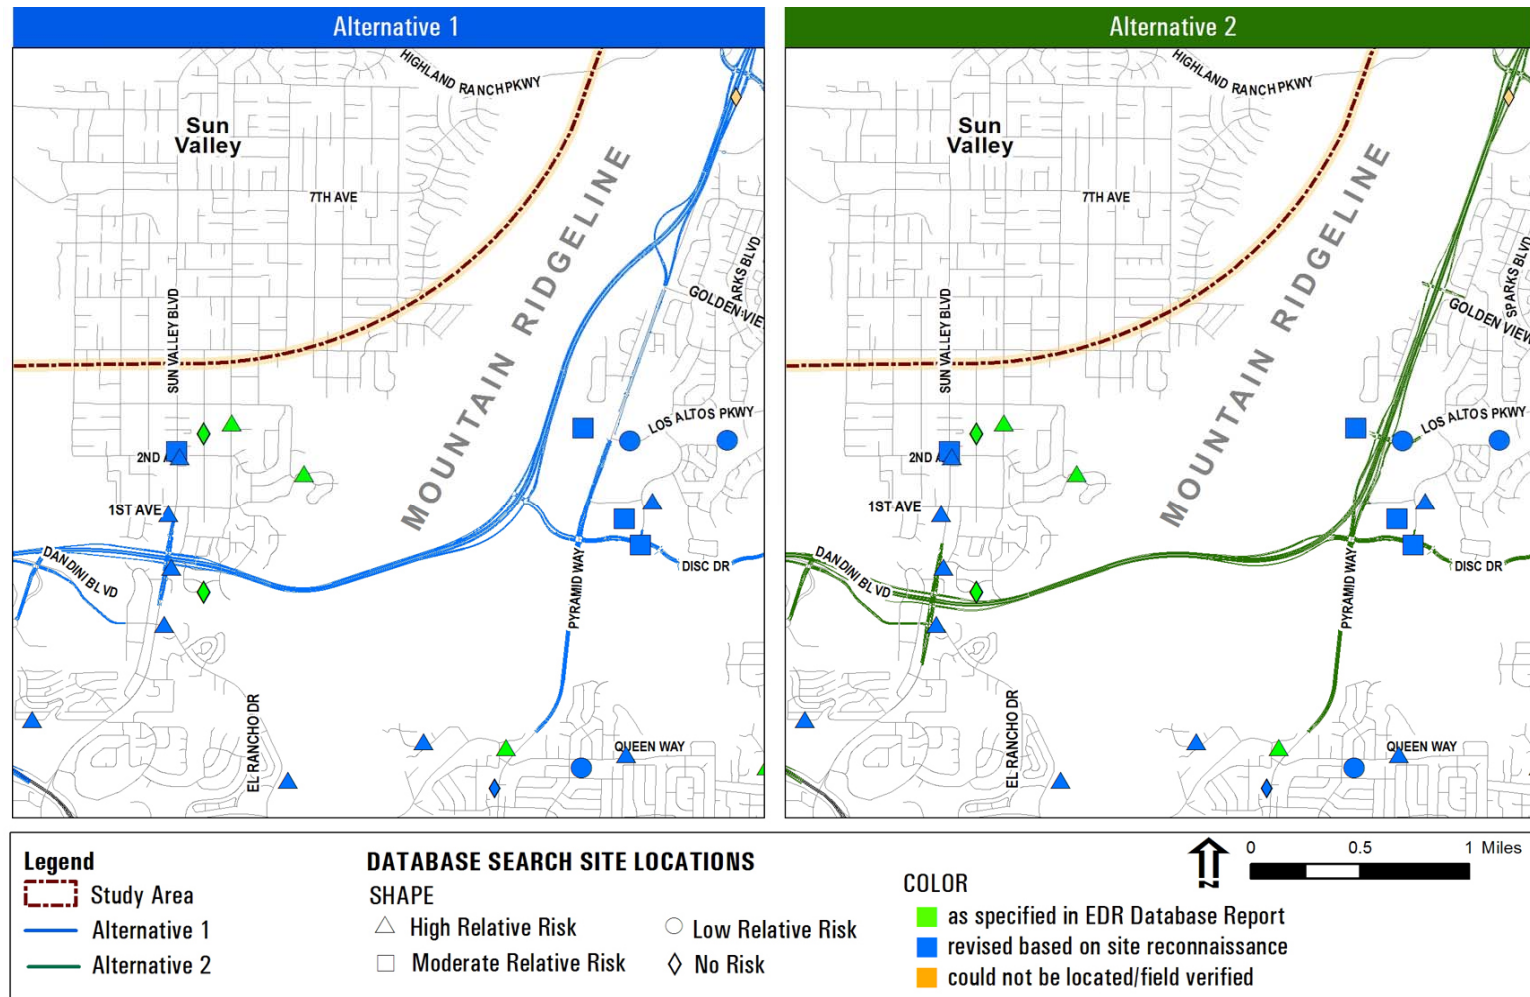 Alternative 1
HIGHLAND RANCH PKWY
Sun
Valley
7TH AVE
MOUNTAIN RIDGELINE
SUN VALLEY BLVD
ARKS BLVD
GOLDEN VIE
LOS ALTOS PKWY
2ND A
1ST AVE
DANDINI BLVD
DISC DR
PYRAMID WAY
EL RANCHO DR
QUEEN WAY
Alternative 2
HIGHLAND RANCH PKWY
Sun
Valley
7TH AVE
MOUNTAIN RIDGELINE
SUN VALLEY BLVD
SPARKS BLVD
GOLDEN VIEW
LOS ALTOS PKWY
2ND A
1ST AVE
DANDINI BLVD
DISC DR
PYRAMID WAY
EL RANCHO DR
QUEEN WAY
Legend
Study Area
Alternative 1
Alternative 2
DATABASE SEARCH SITE LOCATIONS
SHAPE
High Relative Risk
Moderate Relative Risk
Low Relative Risk
No Risk
COLOR
as specified in EDR Database Report
revised based on site reconnaissance
could not be located/field verified
N
0 0.5 1 Miles